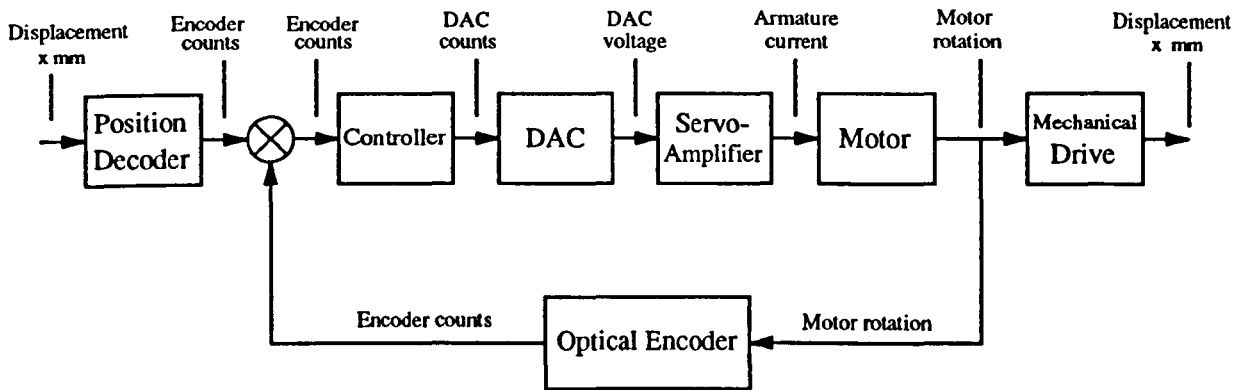 Displacement
x mm
Encoder
counts
Encoder
counts
DAC
counts
DAC
voltage
Armature
current
Motor
rotation
Displacement
x mm
Position
Decoder
Controller
DAC
Servo-
Amplifier
Motor
Mechanical
Drive
Encoder counts
Optical Encoder
Motor rotation